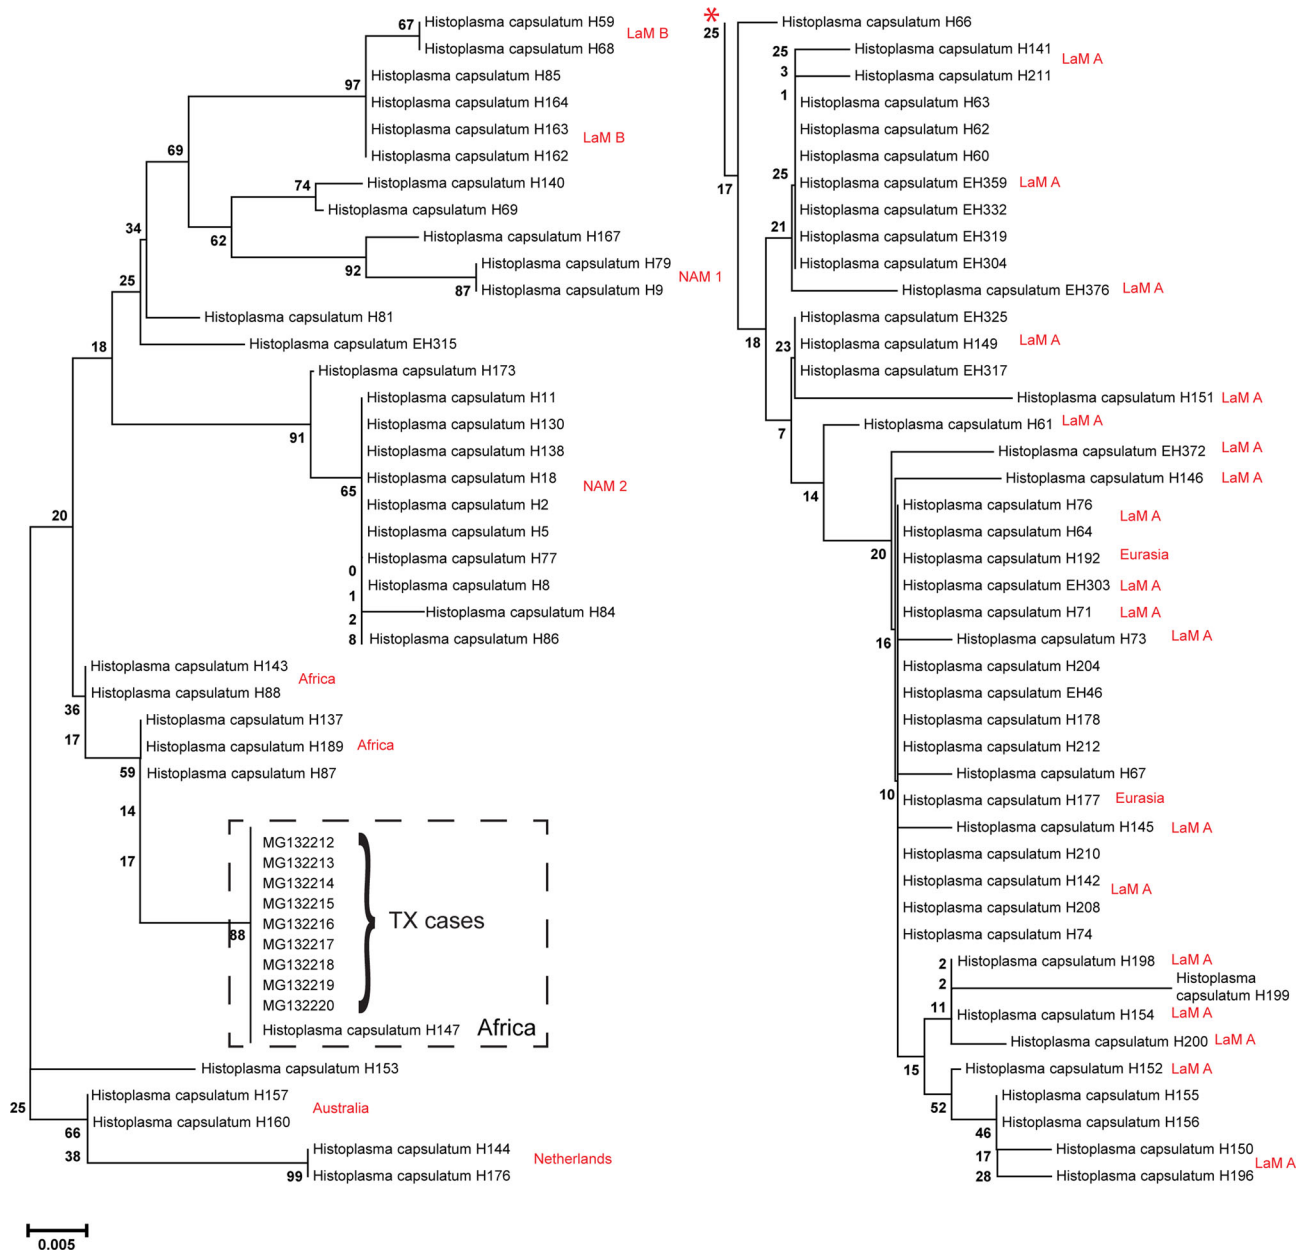 67
Histoplasma capsulatum H59
LaM B
Histoplasma capsulatum H68
97
Histoplasma capsulatum H85
Histoplasma capsulatum H164
Histoplasma capsulatum H163
LaM B
Histoplasma capsulatum H162
69
74
Histoplasma capsulatum H140
Histoplasma capsulatum H69
34
62
Histoplasma capsulatum H167
92
Histoplasma capsulatum H79
NAM 1
87
Histoplasma capsulatum H9
25
Histoplasma capsulatum H81
18
Histoplasma capsulatum EH315
Histoplasma capsulatum H173
91
Histoplasma capsulatum H11
Histoplasma capsulatum H130
Histoplasma capsulatum H138
Histoplasma capsulatum H18
NAM 2
65
Histoplasma capsulatum H2
Histoplasma capsulatum H5
Histoplasma capsulatum H77
0
Histoplasma capsulatum H8
1
Histoplasma capsulatum H84
2
8
Histoplasma capsulatum H86
20
Histoplasma capsulatum H143
Africa
Histoplasma capsulatum H88
36
17
Histoplasma capsulatum H137
Histoplasma capsulatum H189
Africa
59
Histoplasma capsulatum H87
14
17
88
MG132212
MG132213
MG132214
MG132215
MG132216
MG132217
MG132218
MG132219
MG132220
TX cases
Histoplasma capsulatum H147
Africa
Histoplasma capsulatum H153
25
Histoplasma capsulatum H157
Australia
Histoplasma capsulatum H160
66
38
Histoplasma capsulatum H144
Netherlands
99
Histoplasma capsulatum H176
0.005
*
25
Histoplasma capsulatum H66
25
Histoplasma capsulatum H141
LaM A
3
Histoplasma capsulatum H211
1
Histoplasma capsulatum H63
Histoplasma capsulatum H62
Histoplasma capsulatum H60
17
25
Histoplasma capsulatum EH359
LaM A
Histoplasma capsulatum EH332
21
Histoplasma capsulatum EH319
Histoplasma capsulatum EH304
Histoplasma capsulatum EH376
LaM A
18
Histoplasma capsulatum EH325
23
Histoplasma capsulatum H149
LaM A
Histoplasma capsulatum EH317
Histoplasma capsulatum H151
LaM A
7
Histoplasma capsulatum H61
LaM A
Histoplasma capsulatum EH372
LaM A
14
Histoplasma capsulatum H146
LaM A
Histoplasma capsulatum H76
LaM A
Histoplasma capsulatum H64
20
Histoplasma capsulatum H192
Eurasia
Histoplasma capsulatum EH303
LaM A
Histoplasma capsulatum H71
LaM A
16
Histoplasma capsulatum H73
LaM A
Histoplasma capsulatum H204
Histoplasma capsulatum EH46
Histoplasma capsulatum H178
Histoplasma capsulatum H212
Histoplasma capsulatum H67
10
Histoplasma capsulatum H177
Eurasia
Histoplasma capsulatum H145
LaM A
Histoplasma capsulatum H210
Histoplasma capsulatum H142
LaM A
Histoplasma capsulatum H208
Histoplasma capsulatum H74
2
Histoplasma capsulatum H198
LaM A
2
Histoplasma
capsulatum H199
11
Histoplasma capsulatum H154
LaM A
Histoplasma capsulatum H200
LaM A
15
Histoplasma capsulatum H152
LaM A
52
Histoplasma capsulatum H155
Histoplasma capsulatum H156
46
Histoplasma capsulatum H150
17
LaM A
28
Histoplasma capsulatum H196